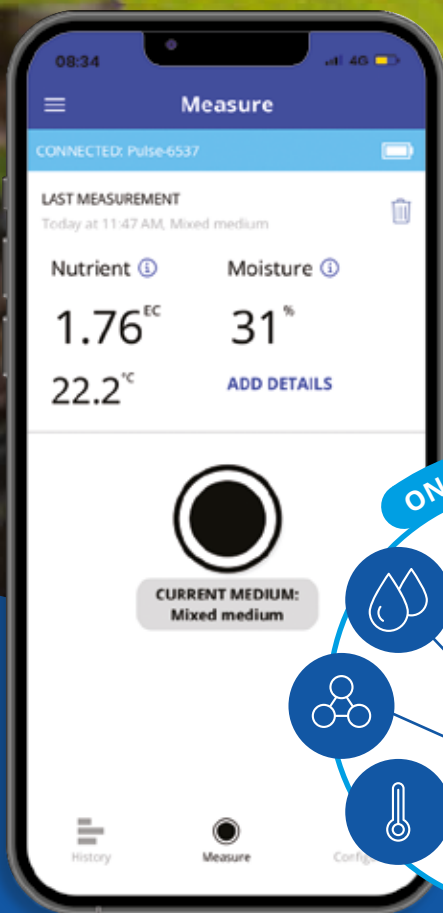 08:34
4G
Measure
CONNECTED: Pulse-6537
LAST MEASUREMENT
Today at 11:47 AM, Mixed medium
Nutrient
Moisture
1.76 EC
31 %
22.2 °C
ADD DETAILS
ON
CURRENT MEDIUM:
Mixed medium
History
Measure
Config